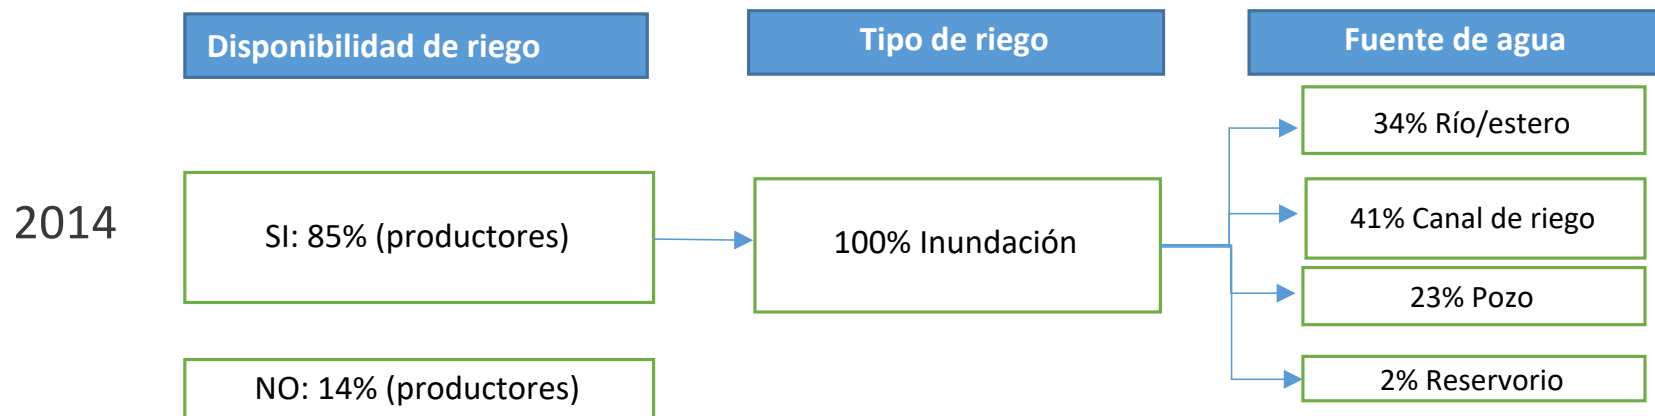 Disponibilidad de riego
Tipo de riego
Fuente de agua
2014
SI: 85% (productores)
NO: 14% (productores)
100% Inundación
34% Río/estero
41% Canal de riego
23% Pozo
2% Reservorio